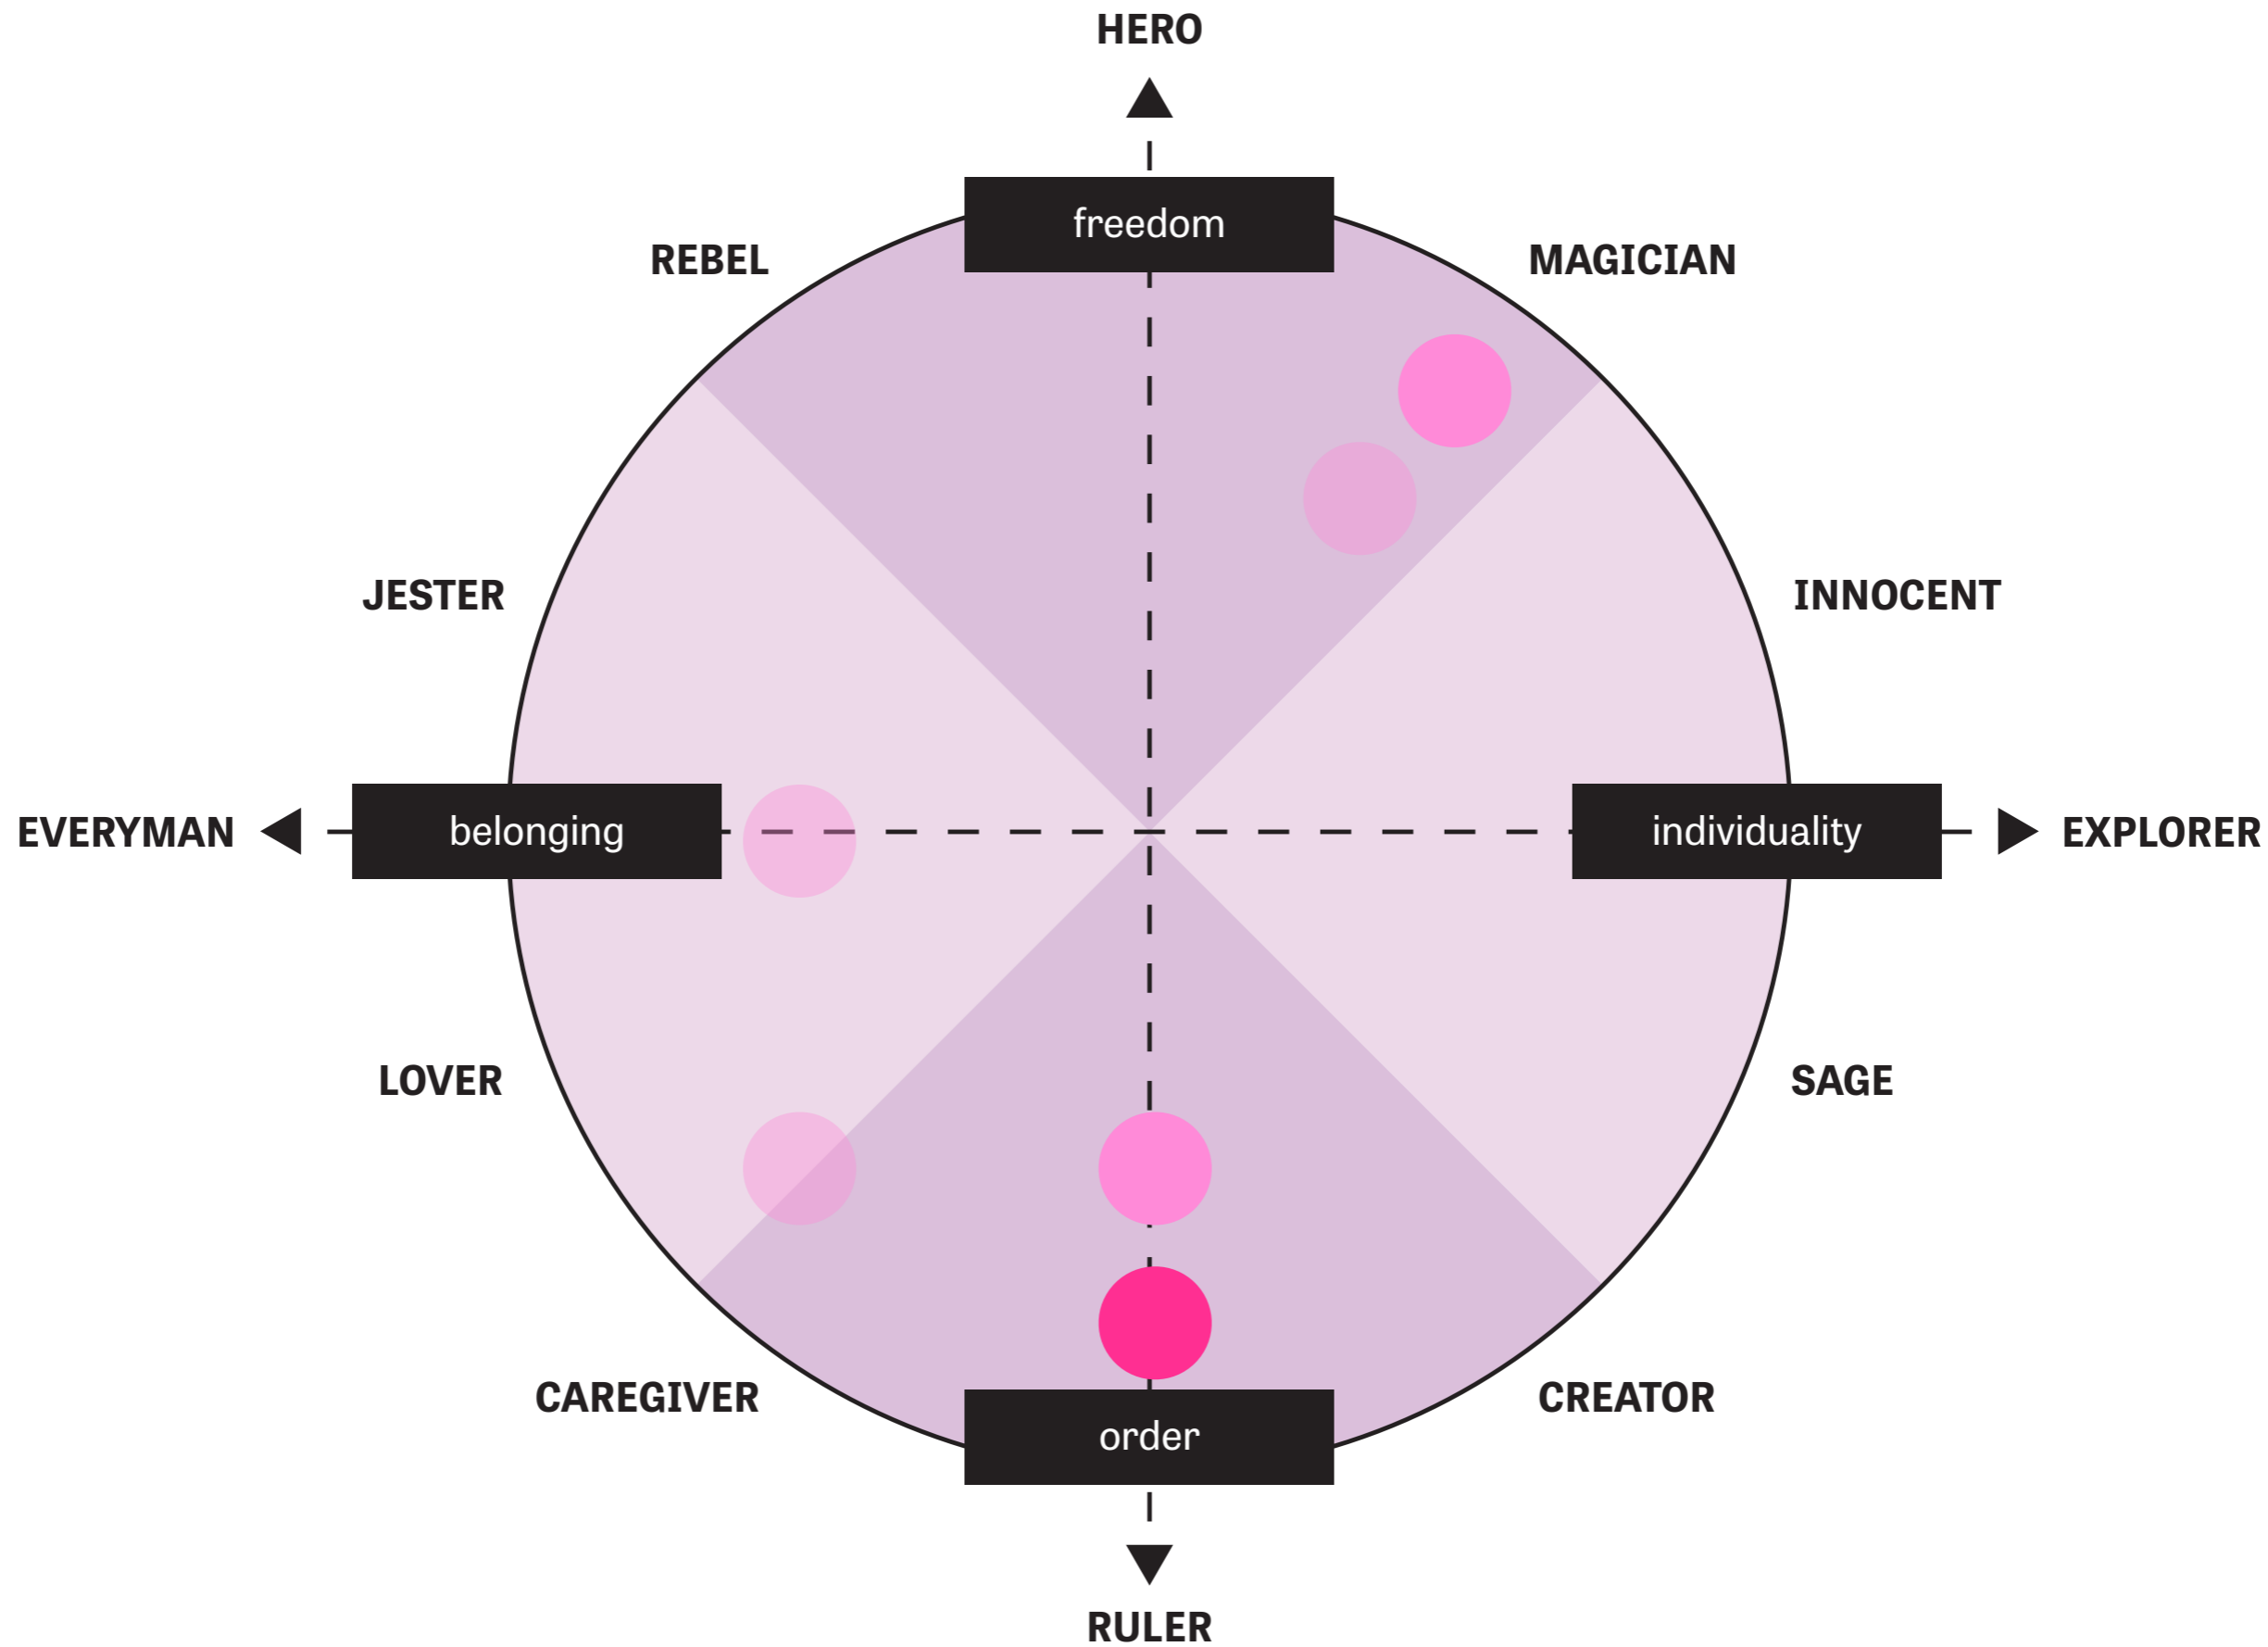 HERO
freedom
REBEL
MAGICIAN
JESTER
INNOCENT
EVERYMAN
belonging
individuality
EXPLORER
LOVER
SAGE
CAREGIVER
CREATOR
order
RULER